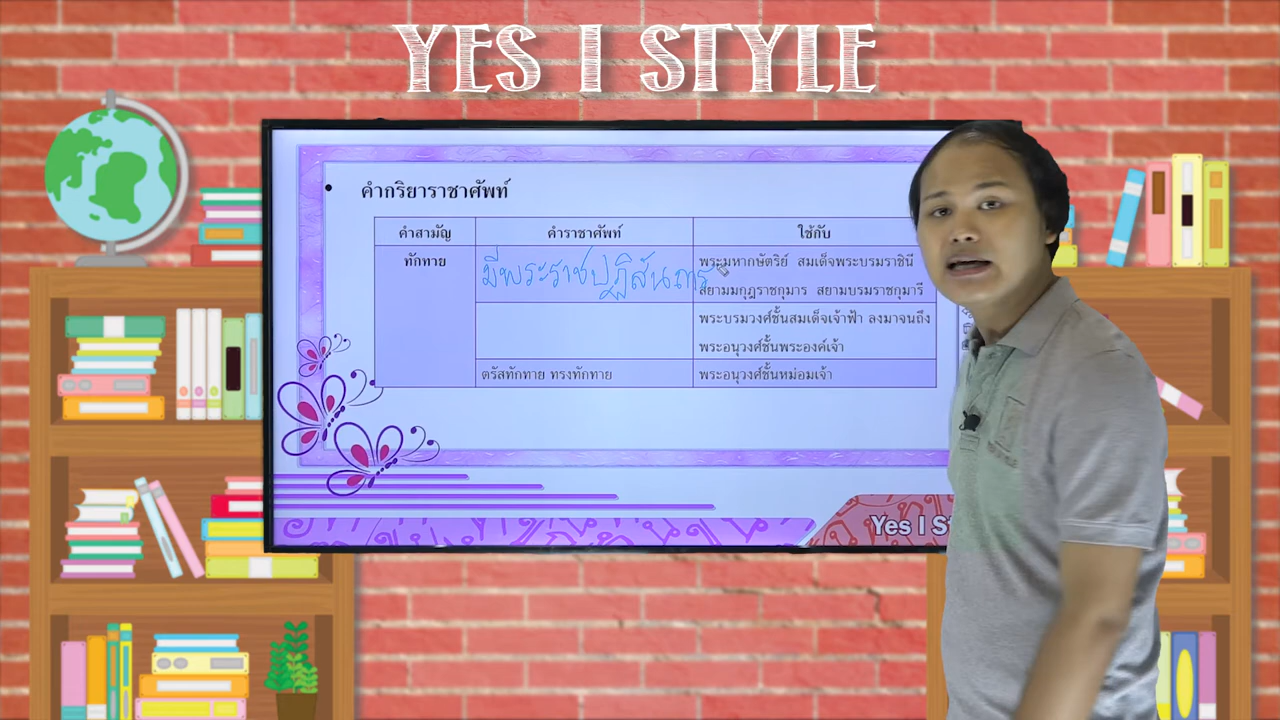 YES I STYLE
• คำกริยาราชาศัพท์
คำสามัญ คำราชาศัพท์ ใช้กับ
ทักทาย มีพระราชปฏิสันถาร พระมหากษัตริย์ สมเด็จพระบรมราชินี
สยามมกุฎราชกุมาร สยามบรมราชกุมารี
พระบรมวงศ์ชั้นสมเด็จเจ้าฟ้า ลงมาจนถึง
พระอนุวงศ์ชั้นพระองค์เจ้า
ตรัสทักทาย ทรงทักทาย พระอนุวงศ์ชั้นหม่อมเจ้า
Yes I